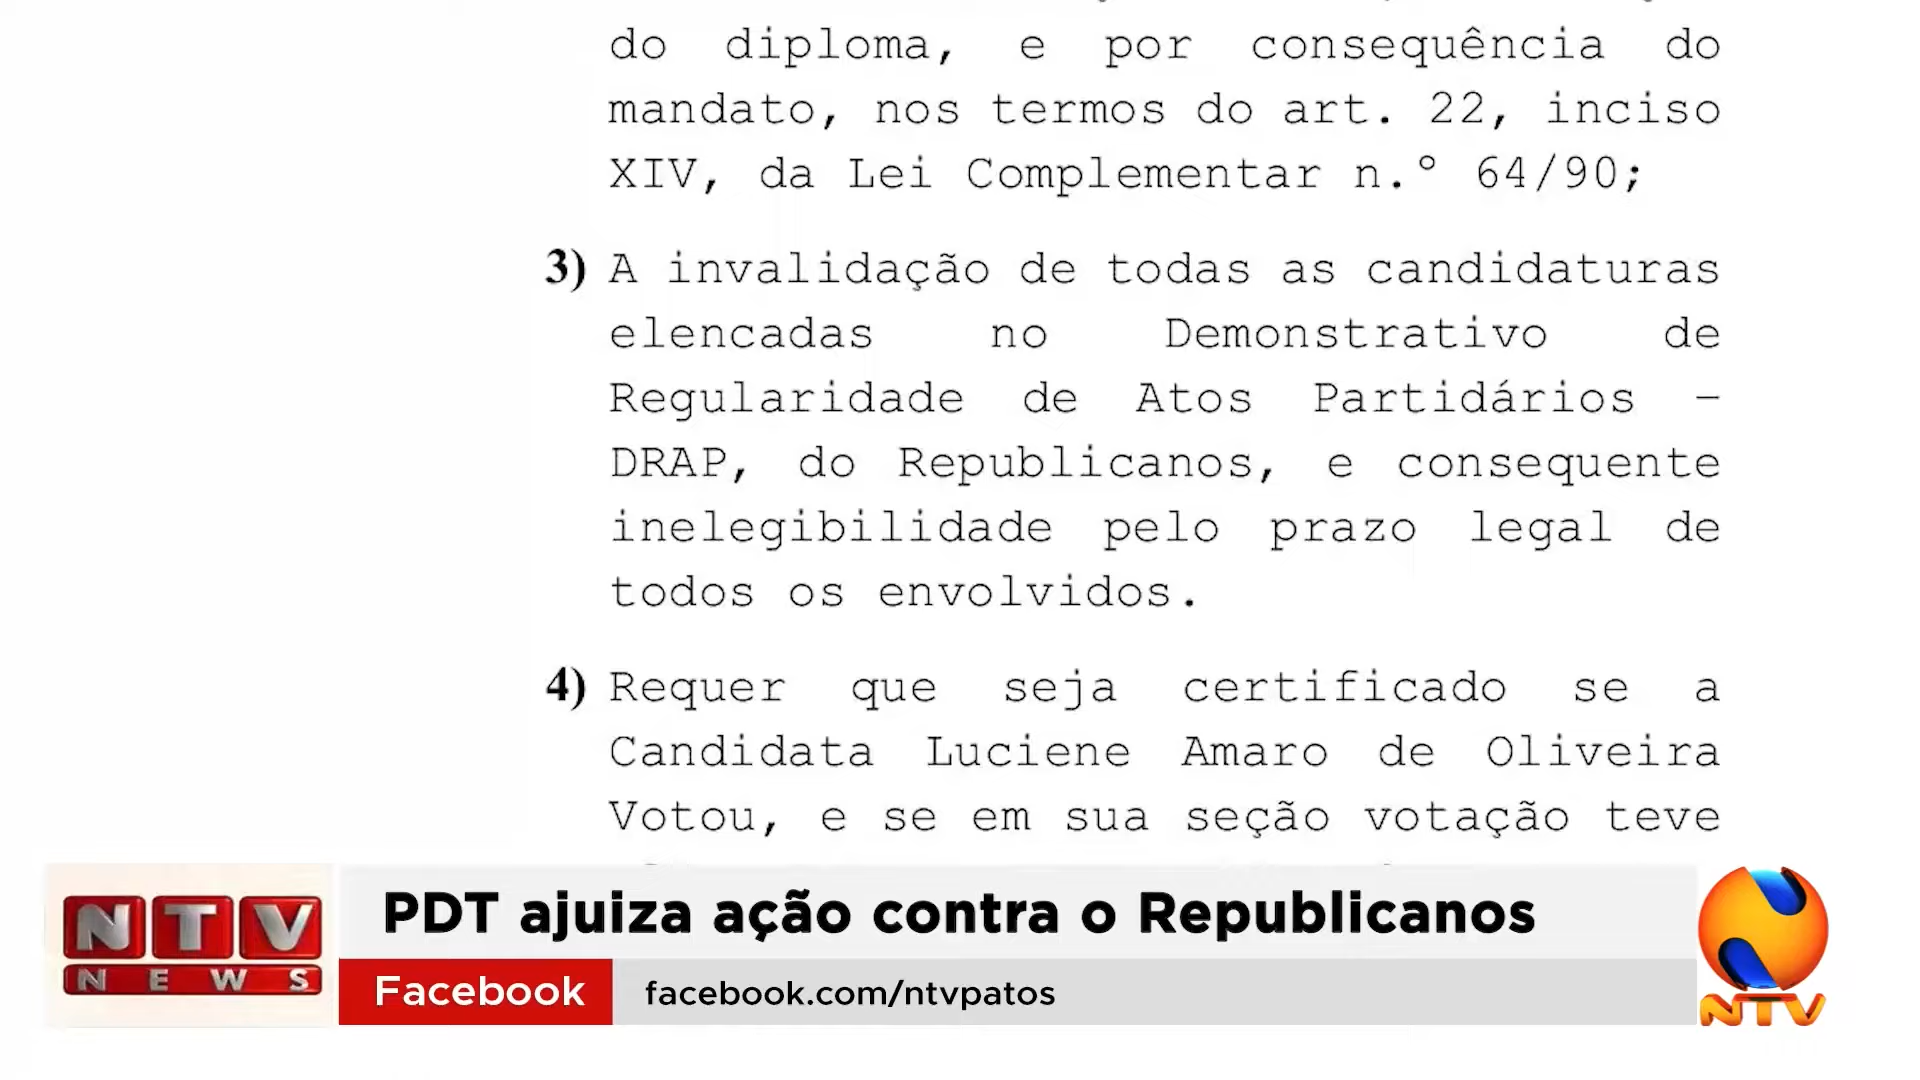 do diploma, e por consequência do
mandato, nos termos do art. 22, inciso
XIV, da Lei Complementar n.º 64/90;
3) A invalidação de todas as candidaturas
elencadas no Demonstrativo de
Regularidade de Atos Partidários –
DRAP, do Republicanos, e consequente
inelegibilidade pelo prazo legal de
todos os envolvidos.
4) Requer que seja certificado se a
Candidata Luciene Amaro de Oliveira
Votou, e se em sua seção votação teve
NTV
NEWS
PDT ajuiza ação contra o Republicanos
Facebook
facebook.com/ntvpatos
NTV